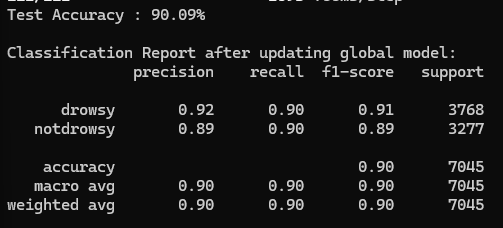 Test Accuracy : 90.09%
Classification Report after updating global model:
precision recall f1-score support
drowsy 0.92 0.90 0.91 3768
notdrowsy 0.89 0.90 0.89 3277
accuracy 0.90 7045
macro avg 0.90 0.90 0.90 7045
weighted avg 0.90 0.90 0.90 7045